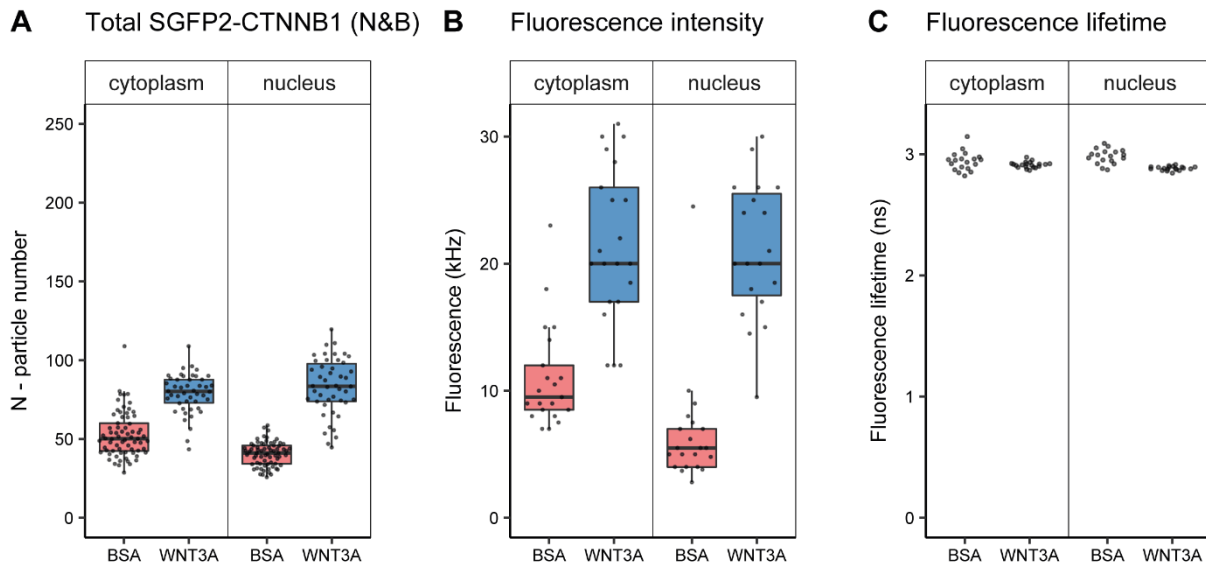 A Total SGFP2-CTNNB1 (N&B)
cytoplasm nucleus
N - particle number
250
200
150
100
50
0
BSA WNT3A BSA WNT3A
B Fluorescence intensity
cytoplasm nucleus
Fluorescence (kHz)
30
20
10
0
BSA WNT3A BSA WNT3A
C Fluorescence lifetime
cytoplasm nucleus
Fluorescence lifetime (ns)
3
2
1
0
BSA WNT3A BSA WNT3A